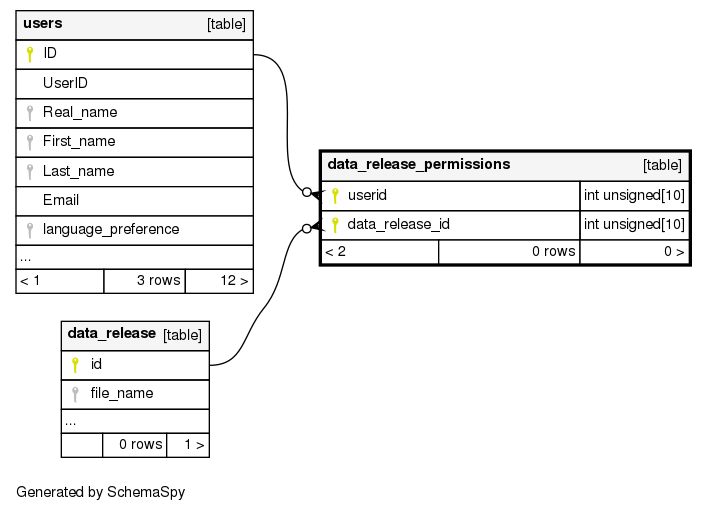 users [table]
ID
UserID
Real_name
First_name
Last_name
Email
language_preference
...
< 1 3 rows 12 >
data_release_permissions [table]
userid int unsigned[10]
data_release_id int unsigned[10]
< 2 0 rows 0 >
data_release [table]
id
file_name
...
0 rows 1 >
Generated by SchemaSpy